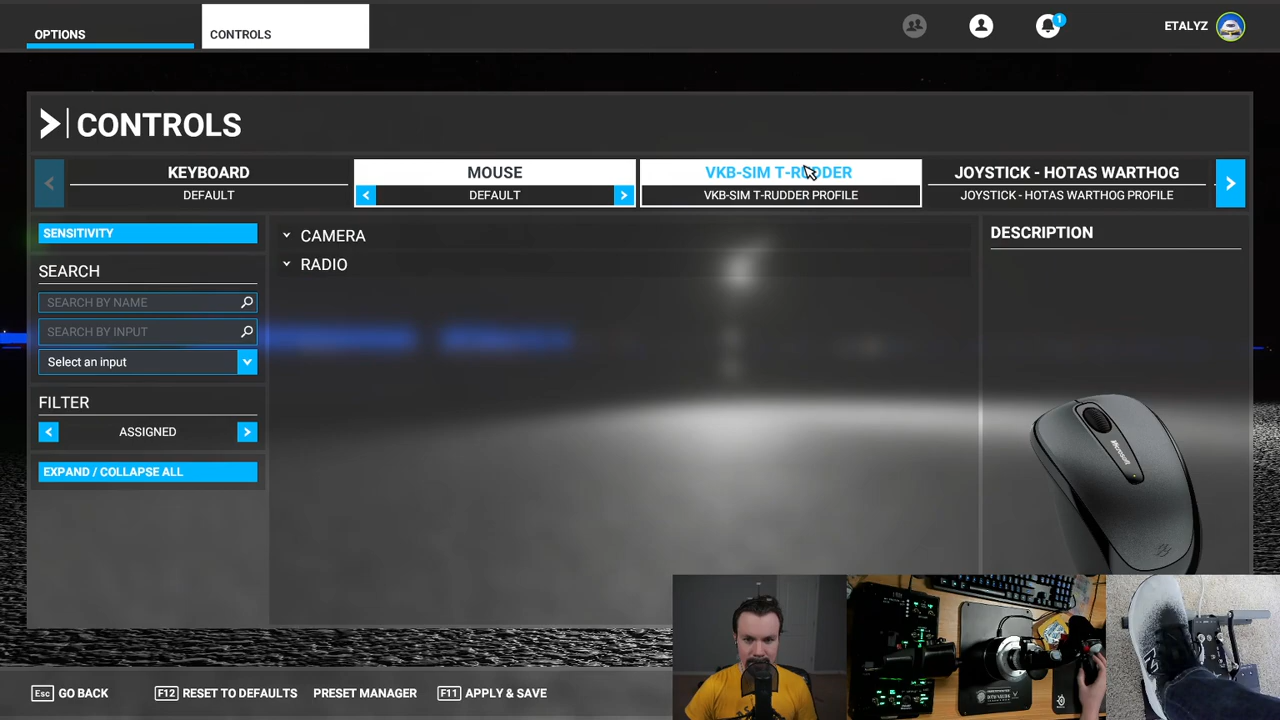 OPTIONS
CONTROLS
1
ETALYZ
CONTROLS
KEYBOARD
DEFAULT
MOUSE
DEFAULT
VKB-SIM T-RUDDER
VKB-SIM T-RUDDER PROFILE
JOYSTICK - HOTAS WARTHOG
JOYSTICK - HOTAS WARTHOG PROFILE
SENSITIVITY
SEARCH
SEARCH BY NAME
SEARCH BY INPUT
Select an input
FILTER
ASSIGNED
EXPAND / COLLAPSE ALL
CAMERA
RADIO
DESCRIPTION
Microsoft
Esc GO BACK
F12 RESET TO DEFAULTS
PRESET MANAGER
F11 APPLY & SAVE